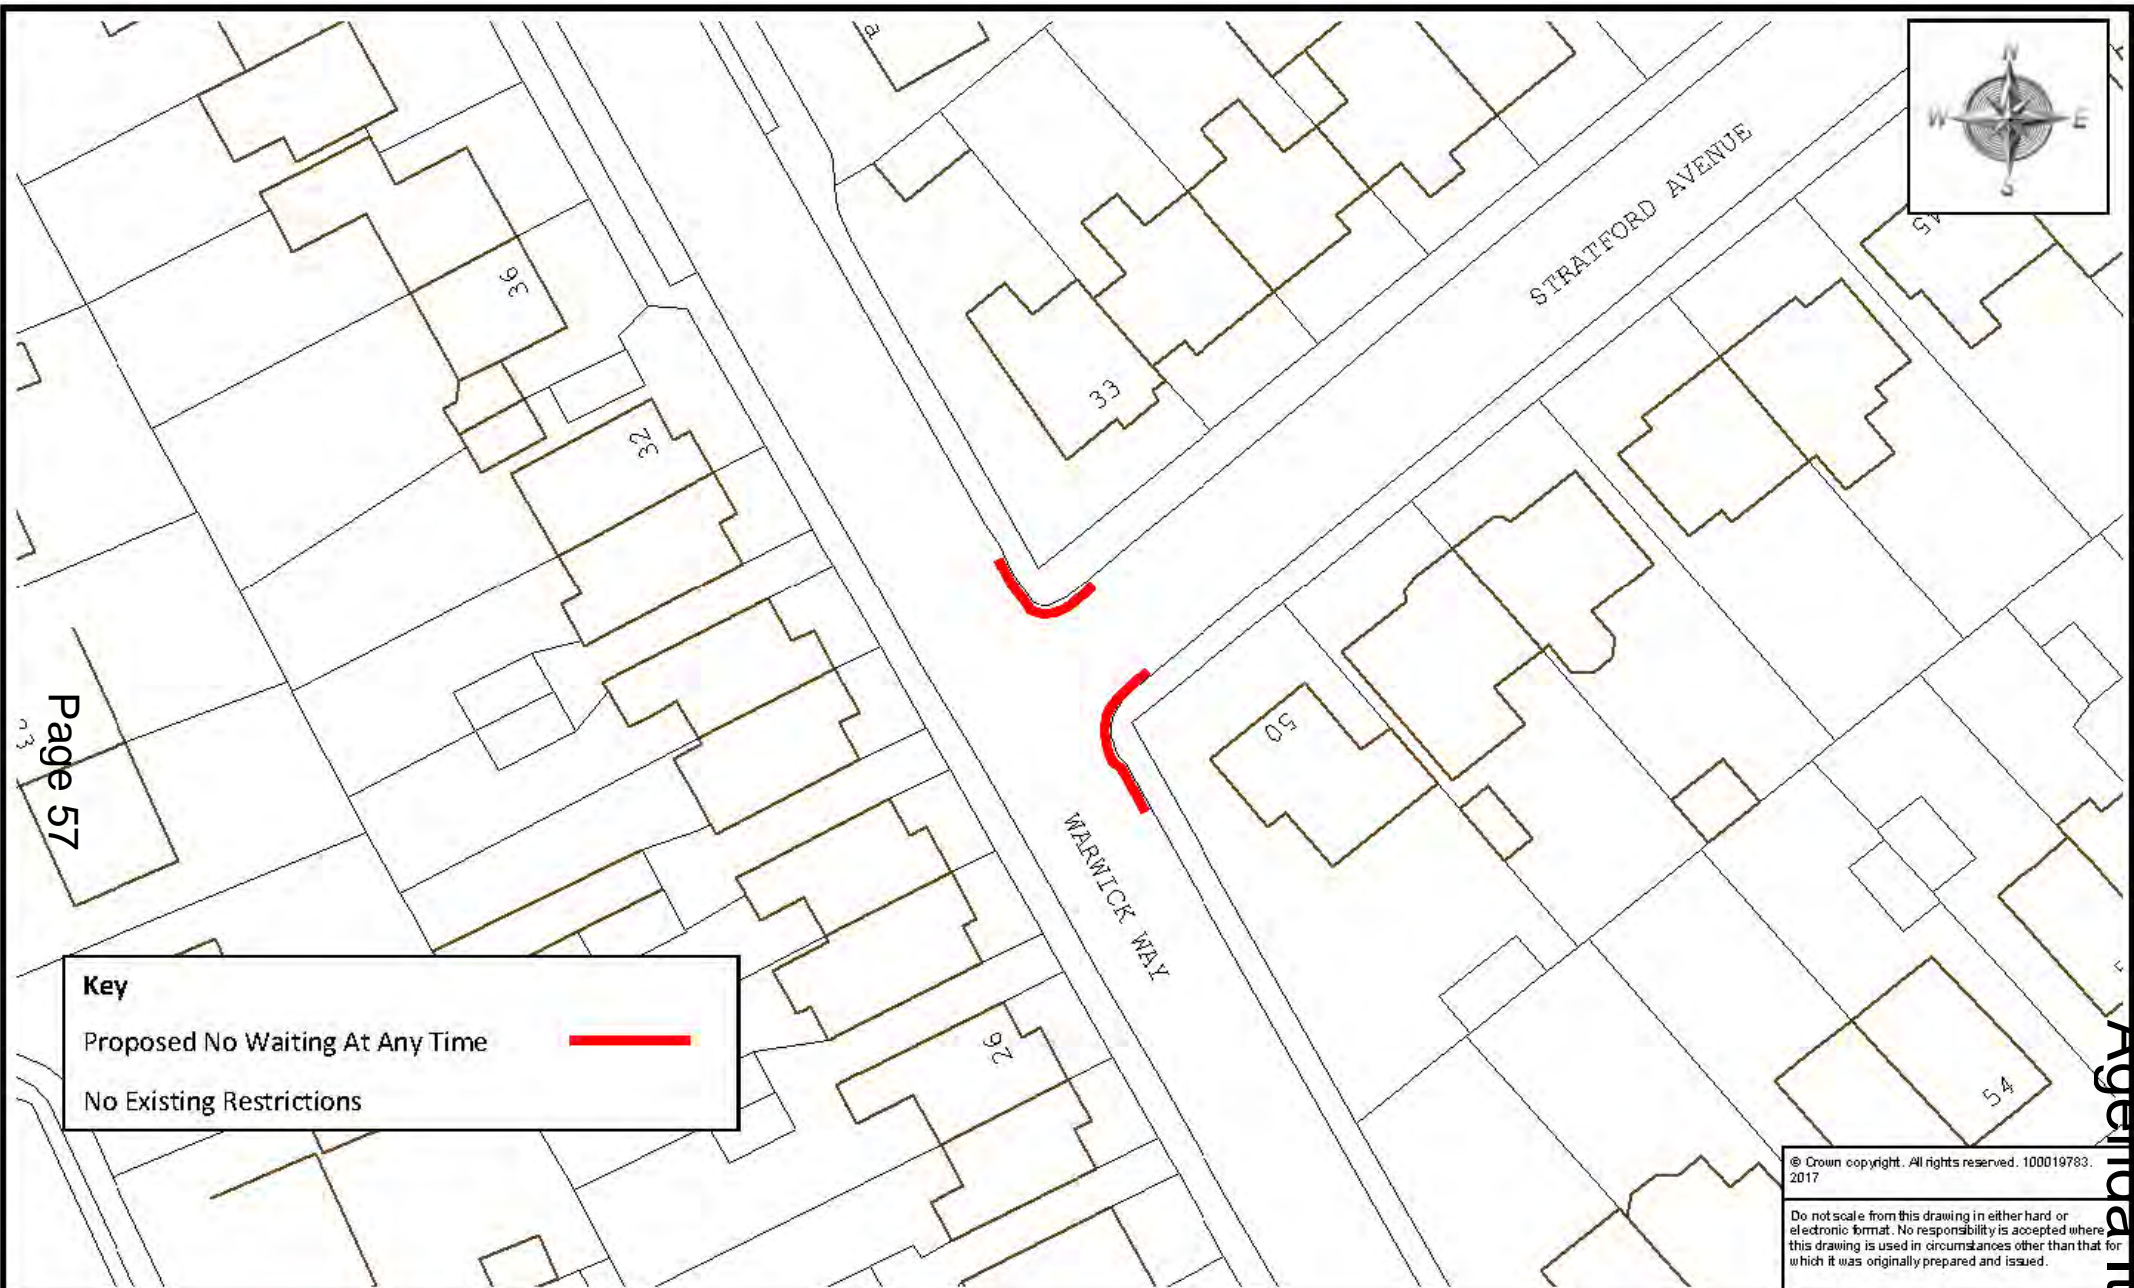 N
W E
S
STRATFORD AVENUE
45
36
33
32
50
WARWICK WAY
Page 57
23
26
54
Key
Proposed No Waiting At Any Time
No Existing Restrictions
© Crown copyright. All rights reserved. 100019783.
2017
Do not scale from this drawing in either hard or
electronic format. No responsibility is accepted where
this drawing is used in circumstances other than that for
which it was originally prepared and issued.